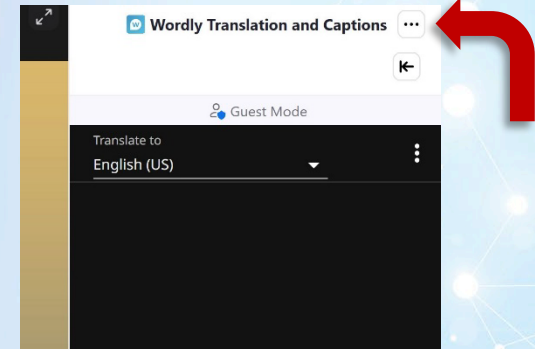 Wordly Translation and Captions
Guest Mode
Translate to
English (US)